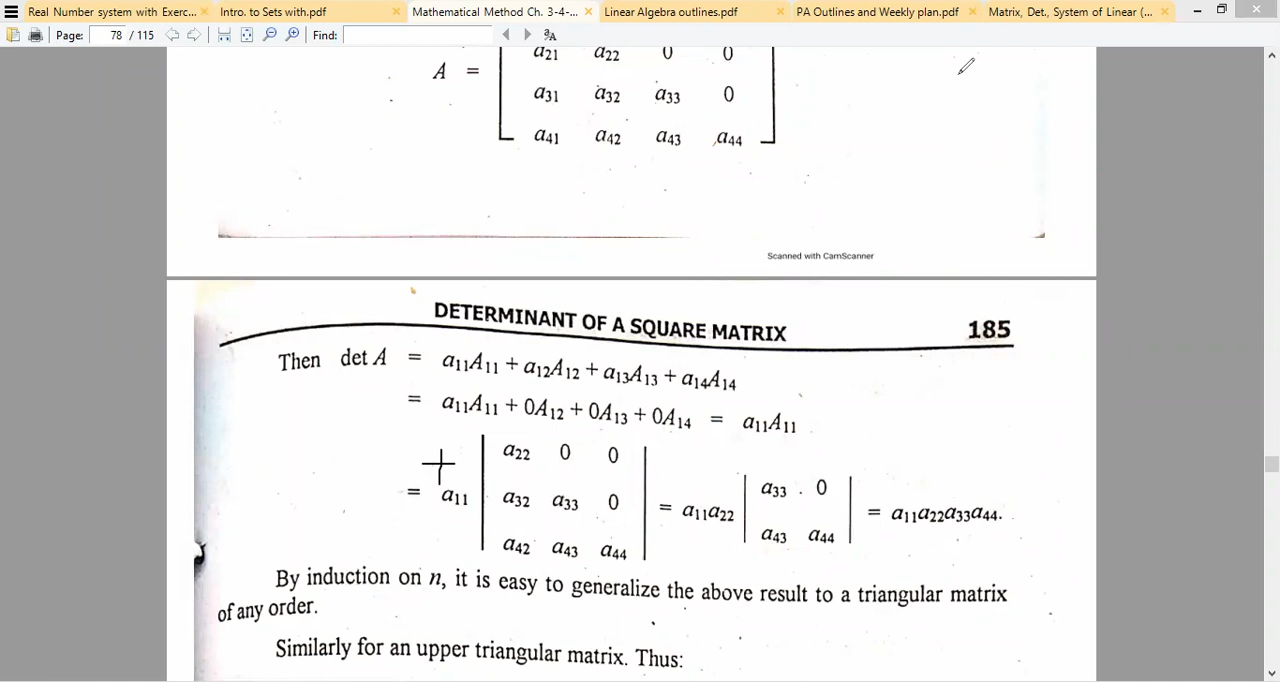 Real Number system with Exerc...
Intro. to Sets with.pdf
Mathematical Method Ch. 3-4-...
Linear Algebra outlines.pdf
PA Outlines and Weekly plan.pdf
Matrix, Det., System of Linear (...
Page: 78 / 115 Find:
a21 a22 0 0
A =
a31 a32 a33 0
a41 a42 a43 a44
Scanned with CamScanner
DETERMINANT OF A SQUARE MATRIX 185
Then det A = a11A11 + a12A12 + a13A13 + a14A14
= a11A11 + 0A12 + 0A13 + 0A14 = a11A11
= a11 | a22 0 0
a32 a33 0
a42 a43 a44 | = a11a22 | a33 0
a43 a44 | = a11a22a33a44.
By induction on n, it is easy to generalize the above result to a triangular matrix
of any order.
Similarly for an upper triangular matrix. Thus: